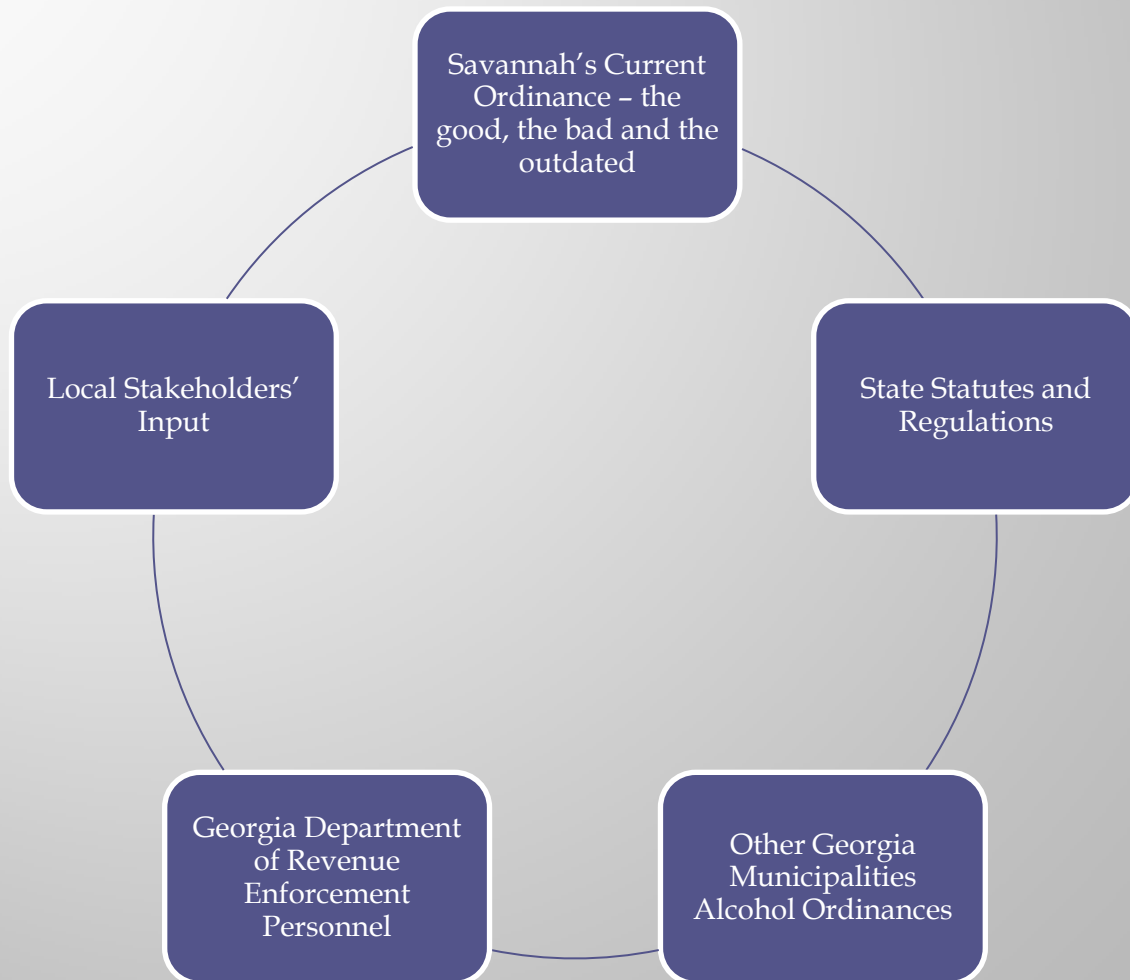 Savannah’s Current
Ordinance – the
good, the bad and the
outdated
State Statutes and
Regulations
Other Georgia
Municipalities
Alcohol Ordinances
Georgia Department
of Revenue
Enforcement
Personnel
Local Stakeholders’
Input